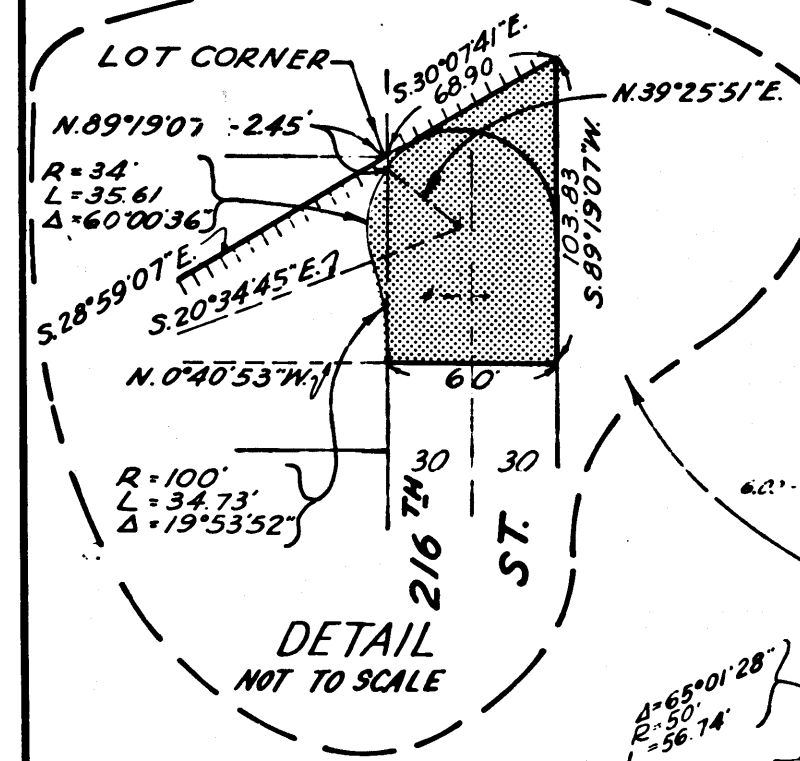 LOT CORNER
S.30°07'41"E.
68.90
N.39°25'51"E.
N.89°19'07 -2.45'
R=34'
L=35.61
Δ=60°00'36"
103.83
S.89°19'07"W.
S.28°59'07"E.
S.20°34'45"E.
N.0°40'53"W.
60'
30 30
R=100'
L=34.73'
Δ=19°53'52"
216TH ST.
DETAIL
NOT TO SCALE
Δ=65°01'28"
R=50'
=56.74'